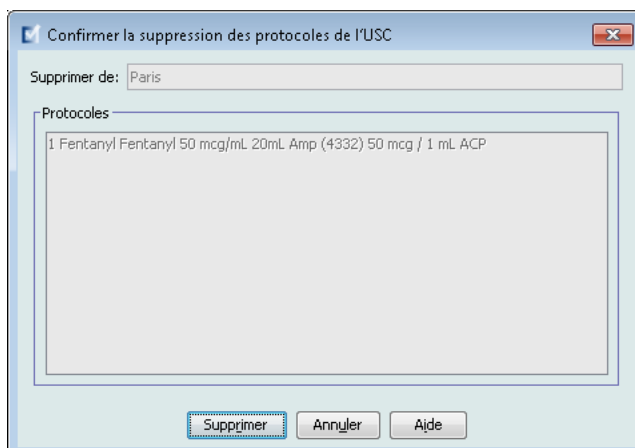 Confirmer la suppression des protocoles de l'USC
Supprimer de: Paris
Protocoles
1 Fentanyl Fentanyl 50 mcg/mL 20mL Amp (4332) 50 mcg / 1 mL ACP
Supprimer Annuler Aide